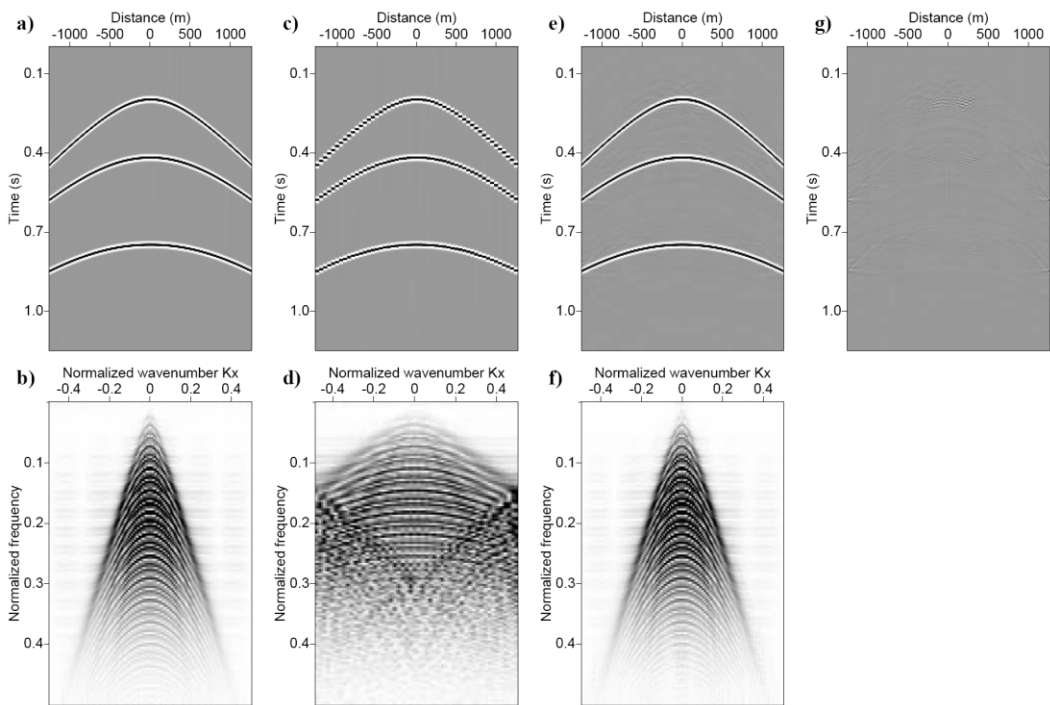 a)
Distance (m)
-1000 -500 0 500 1000
0.1
0.4
0.7
1.0
Time (s)
c)
Distance (m)
-1000 -500 0 500 1000
0.1
0.4
0.7
1.0
Time (s)
e)
Distance (m)
-1000 -500 0 500 1000
0.1
0.4
0.7
1.0
Time (s)
g)
Distance (m)
-1000 -500 0 500 1000
0.1
0.4
0.7
1.0
Time (s)
b)
Normalized wavenumber Kx
-0.4 -0.2 0 0.2 0.4
0.1
0.2
0.3
0.4
Normalized frequency
d)
Normalized wavenumber Kx
-0.4 -0.2 0 0.2 0.4
0.1
0.2
0.3
0.4
Normalized frequency
f)
Normalized wavenumber Kx
-0.4 -0.2 0 0.2 0.4
0.1
0.2
0.3
0.4
Normalized frequency